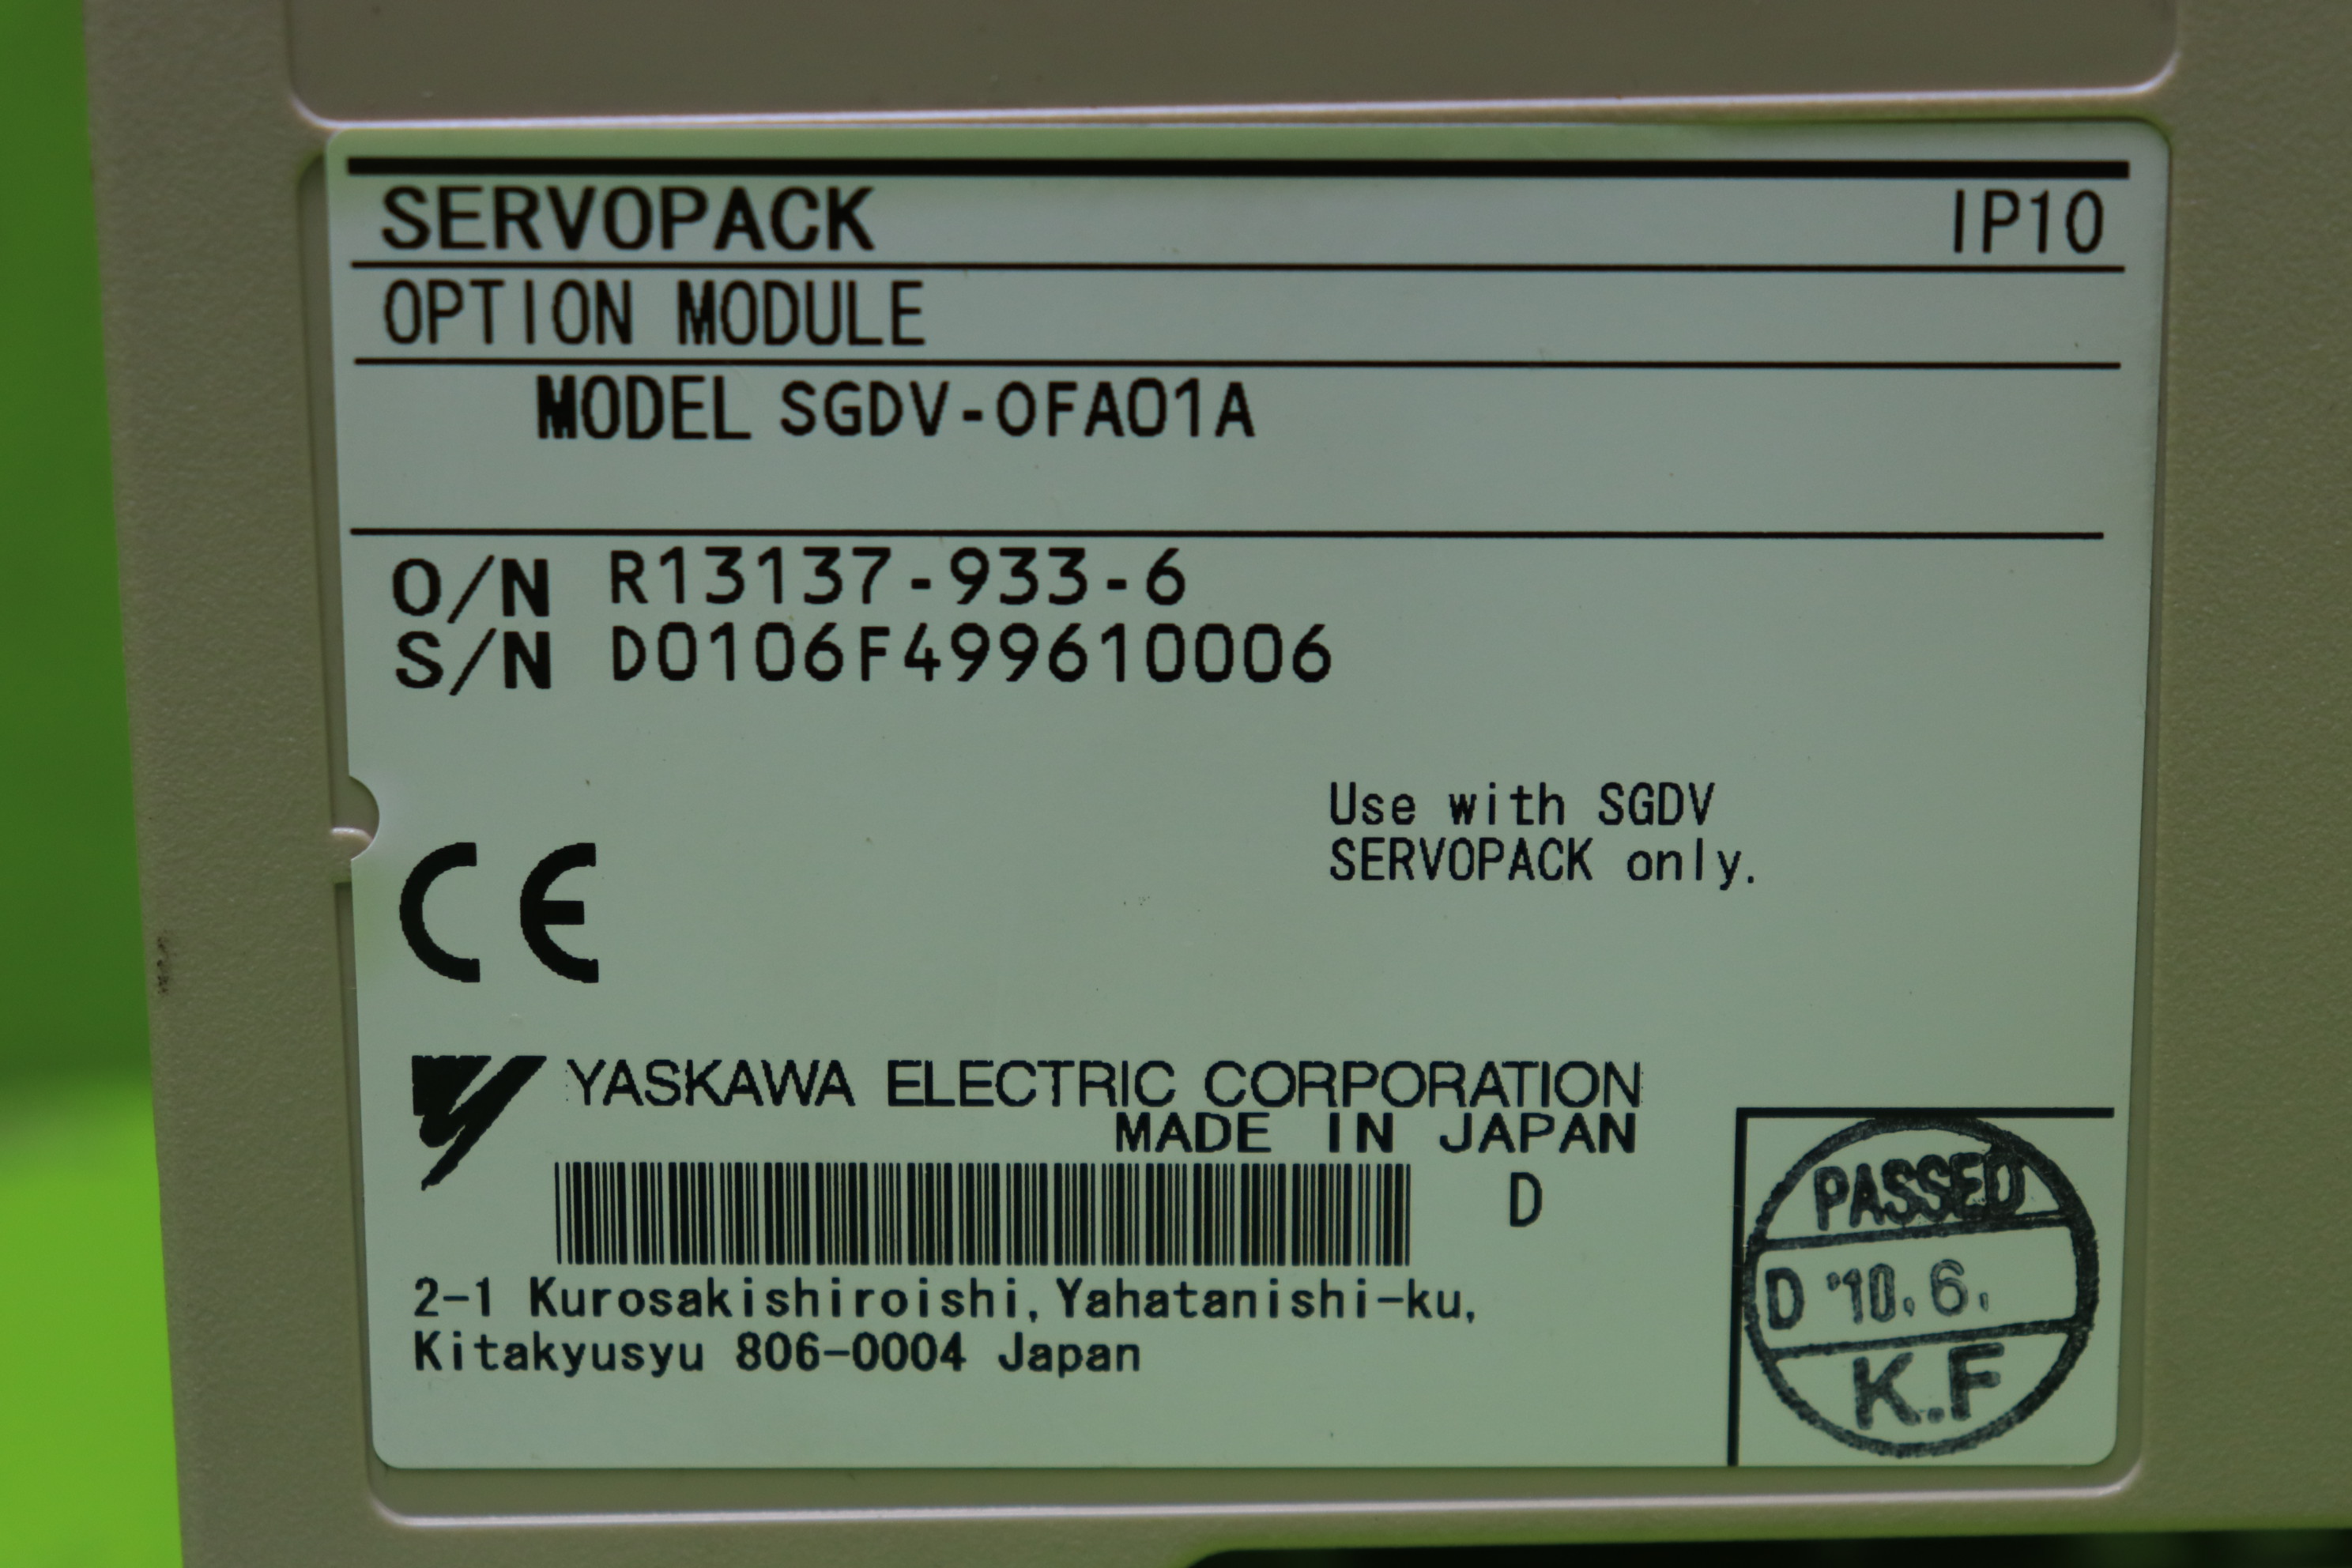 SERVOPACK IP10
OPTION MODULE
MODEL SGDV-OFA01A
O/N R13137-933-6
S/N D0106F499610006
Use with SGDV
SERVOPACK only.
CE
YASKAWA ELECTRIC CORPORATION
MADE IN JAPAN
D
2-1 Kurosakishiroishi, Yahatanishi-ku,
Kitakyusyu 806-0004 Japan
PASSED
D '10. 6.
K.F